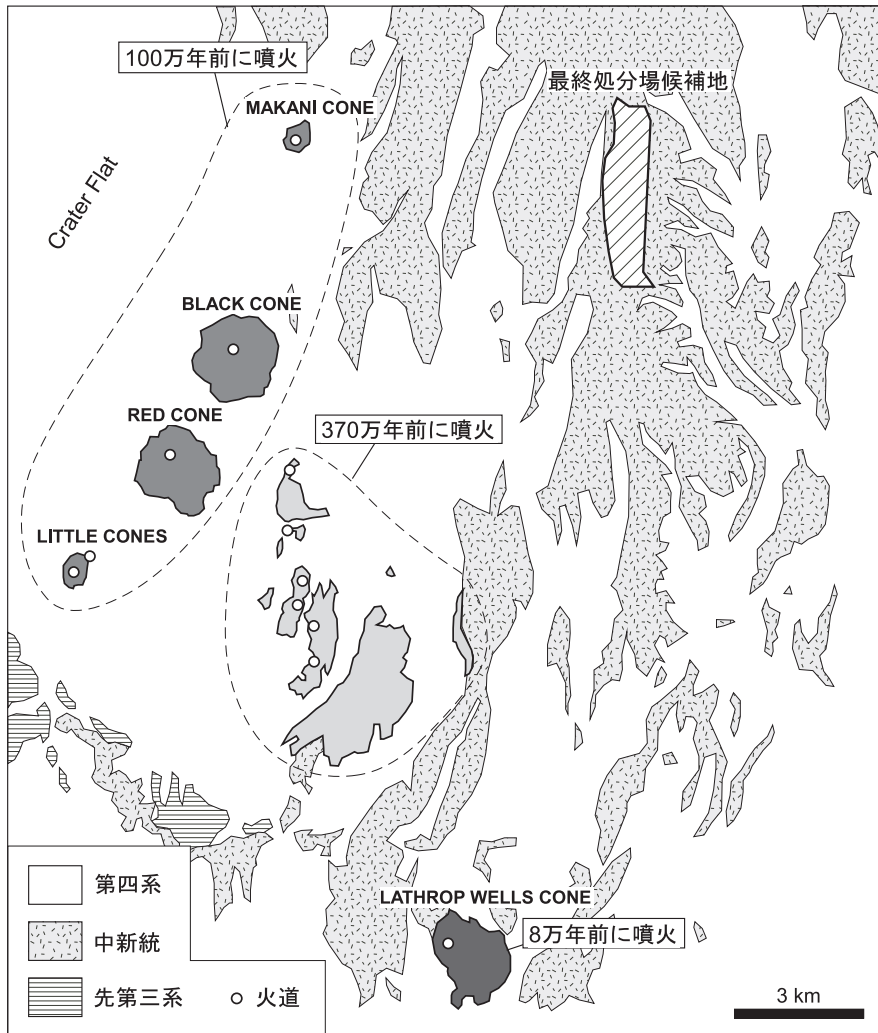 100万年前に噴火
最終処分場候補地
MAKANI CONE
Crater Flat
BLACK CONE
RED CONE
370万年前に噴火
LITTLE CONES
LATHROP WELLS CONE
8万年前に噴火
第四系
中新統
先第三系
火道
3 km